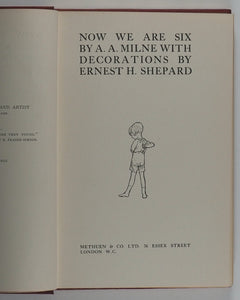 NOW WE ARE SIX
BY A. A. MILNE WITH
DECORATIONS BY
ERNEST H. SHEPARD
METHUEN & CO. LTD. 36 ESSEX STREET
LONDON W.C.